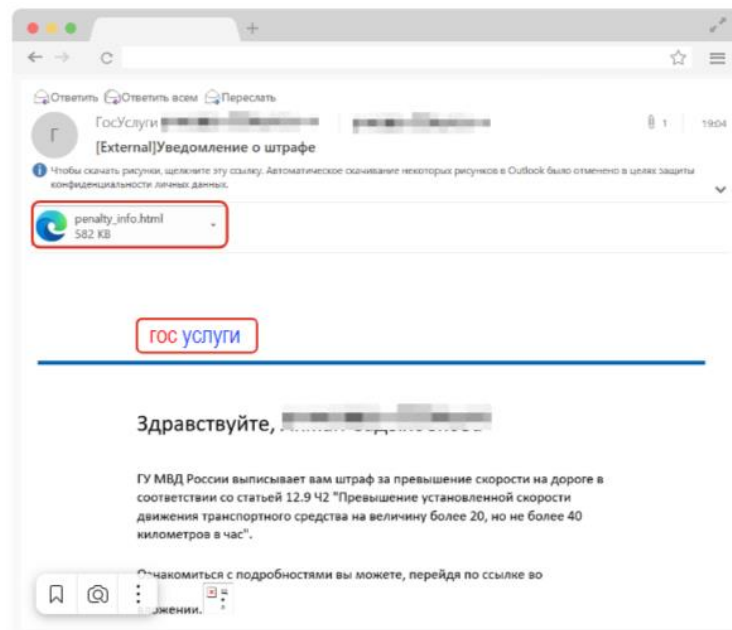 Ответить Ответить всем Переслать
Г
ГосУслуги
1
19:04
[External]Уведомление о штрафе
Чтобы скачать рисунки, щелкните эту ссылку. Автоматическое скачивание некоторых рисунков в Outlook было отменено в целях защиты
конфиденциальности личных данных.
penalty_info.html
582 KB
гос услуги
Здравствуйте,
ГУ МВД России выписывает вам штраф за превышение скорости на дороге в
соответствии со статьей 12.9 Ч2 "Превышение установленной скорости
движения транспортного средства на величину более 20, но не более 40
километров в час".
Ознакомиться с подробностями вы можете, перейдя по ссылке во
вложении.